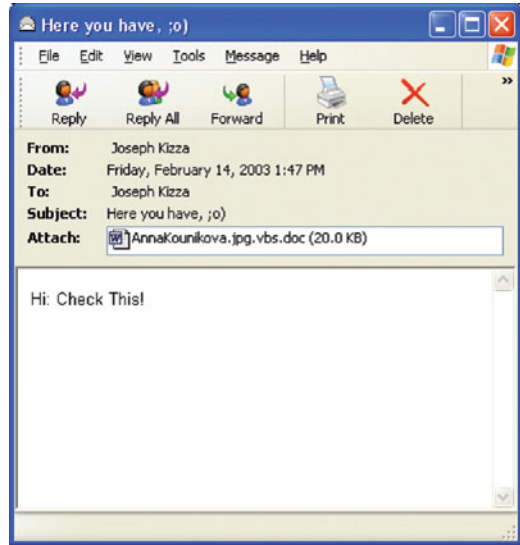 Here you have, ;o)
File Edit View Tools Message Help
»
Reply Reply All Forward Print Delete
From: Joseph Kizza
Date: Friday, February 14, 2003 1:47 PM
To: Joseph Kizza
Subject: Here you have, ;o)
Attach: AnnaKounikova.jpg.vbs.doc (20.0 KB)
Hi: Check This!